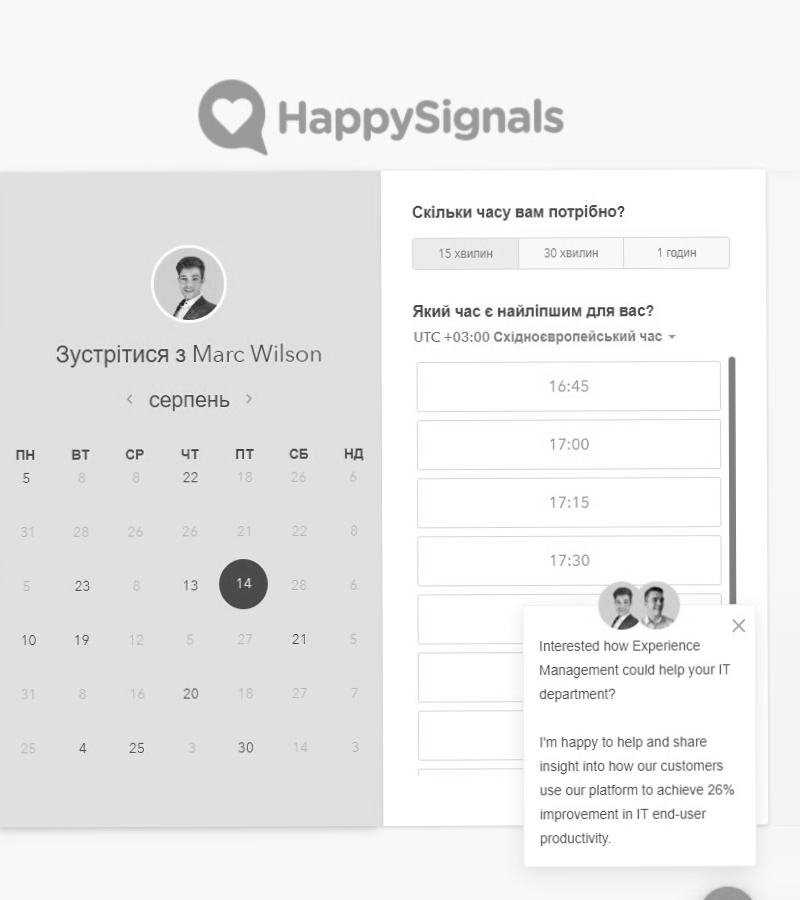 HappySignals
Зустрітися з Marc Wilson
серпень
ПН ВТ СР ЧТ ПТ СБ НД
5 8 8 22 18 26 6
31 28 26 26 21 22 8
5 23 8 13 14 28 6
10 19 12 5 27 21 5
31 8 16 20 18 27 7
25 4 25 3 30 14 3
Скільки часу вам потрібно?
15 хвилин 30 хвилин 1 годин
Який час є найліпшим для вас?
UTC +03:00 Східноєвропейський час
16:45
17:00
17:15
17:30
Interested how Experience
Management could help your IT
department?
I'm happy to help and share
insight into how our customers
use our platform to achieve 26%
improvement in IT end-user
productivity.